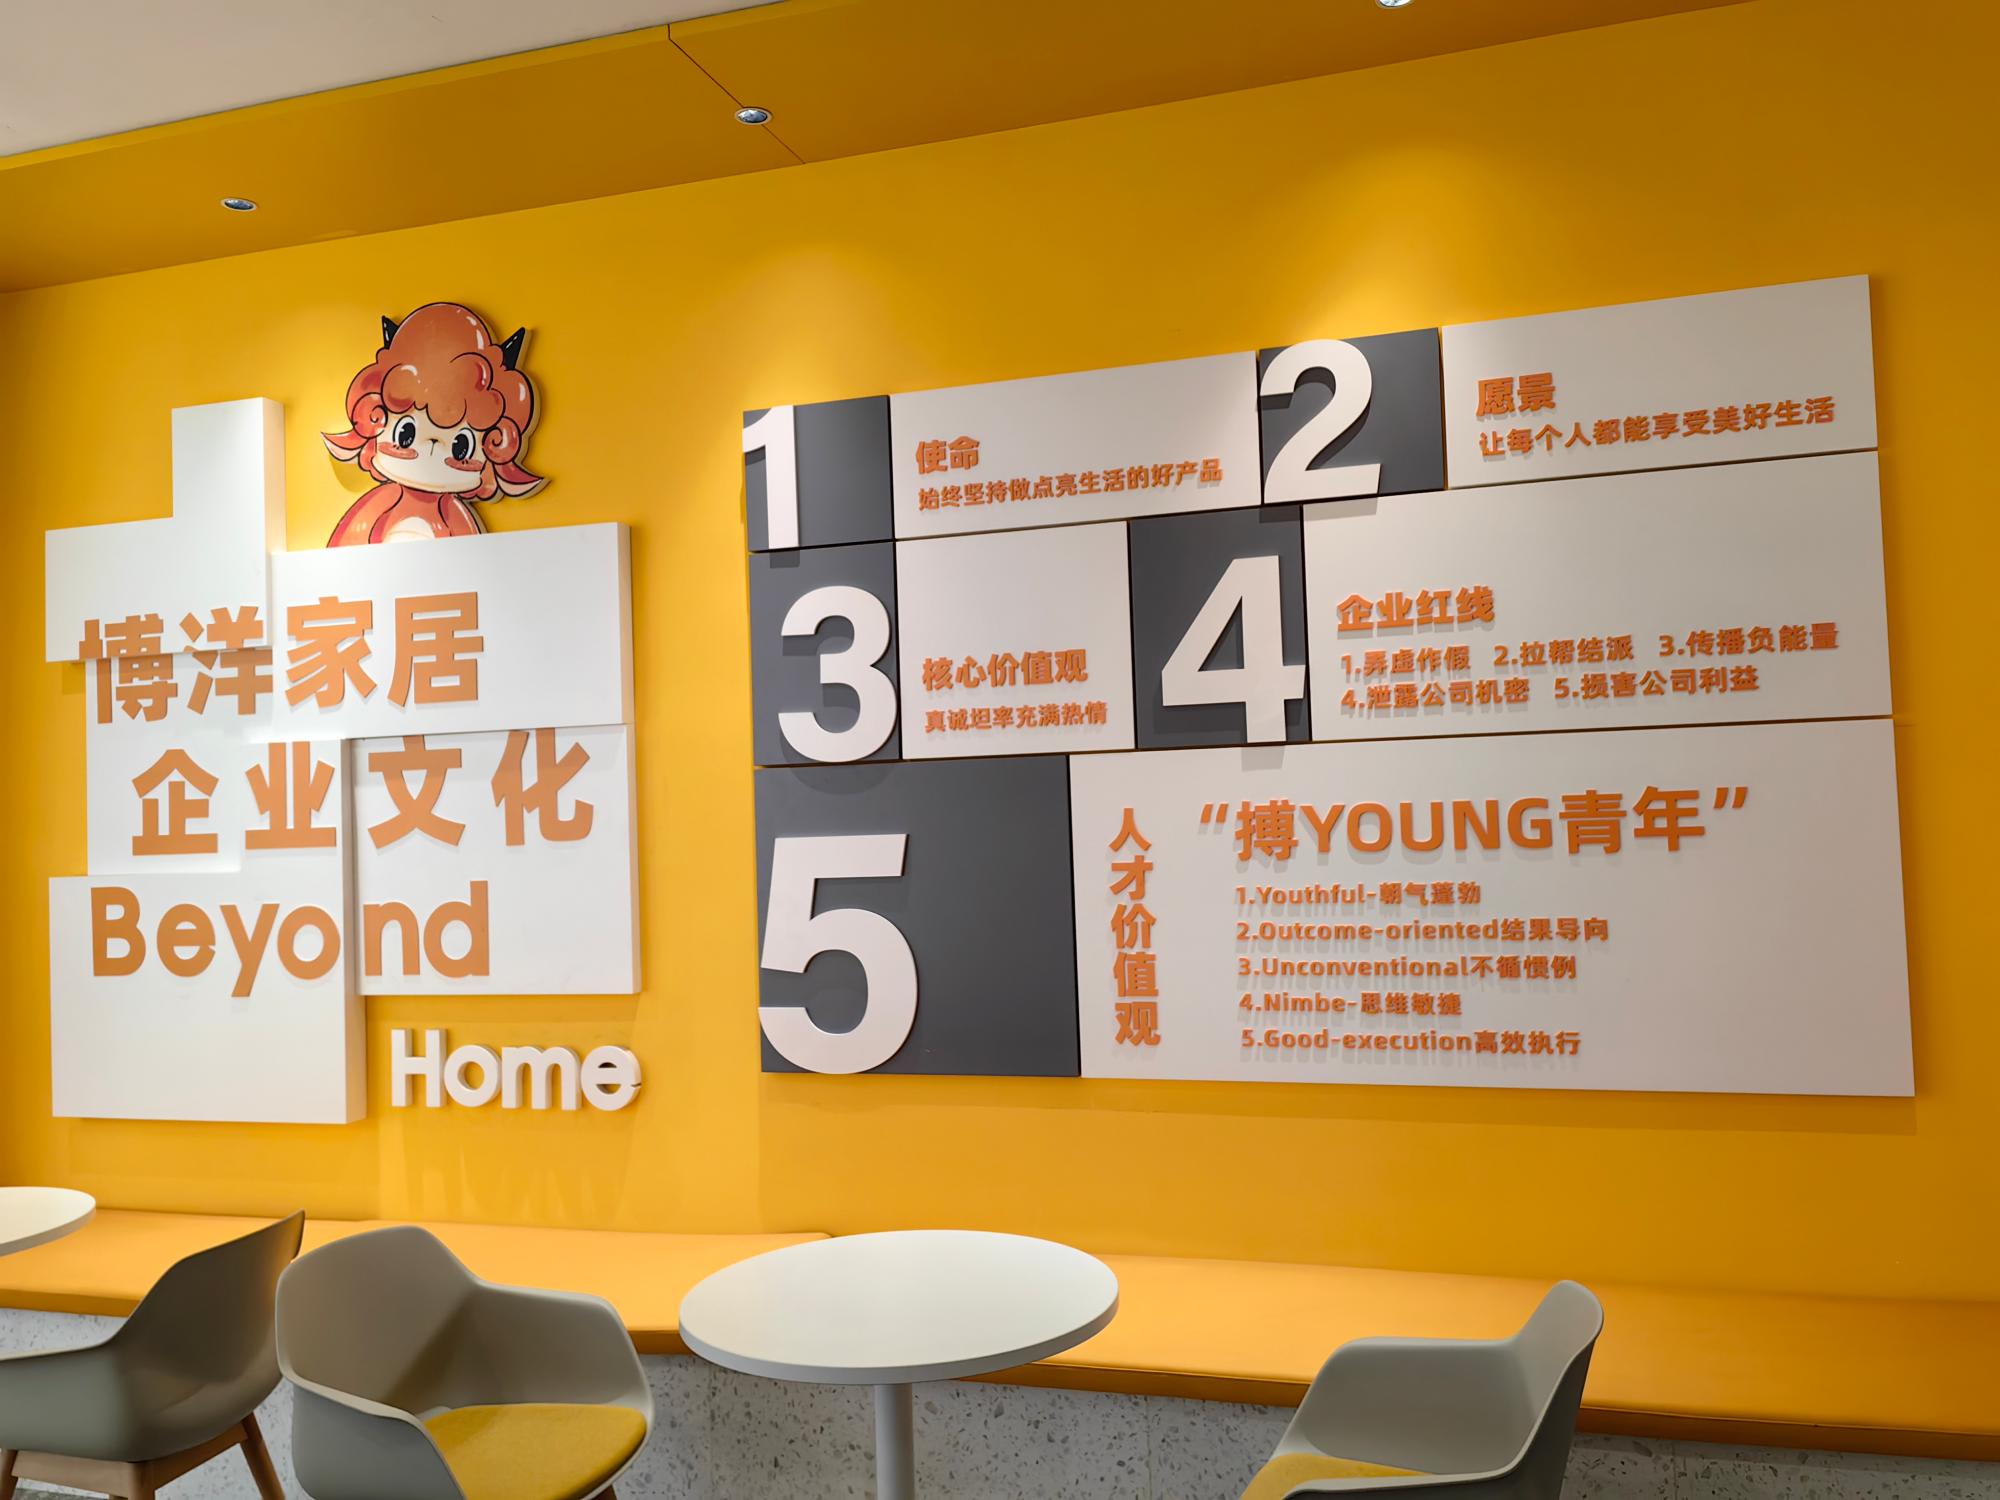 博洋家居
企业文化
Beyond
Home
1
使命
始终坚持做点亮生活的好产品
2
愿景
让每个人都能享受美好生活
3
核心价值观
真诚坦率充满热情
4
企业红线
1.弄虚作假 2.拉帮结派 3.传播负能量
4.泄露公司机密 5.损害公司利益
5
人才价值观
“搏YOUNG青年”
1.Youthful-朝气蓬勃
2.Outcome-oriented结果导向
3.Unconventional不循惯例
4.Nimbe-思维敏捷
5.Good-execution高效执行